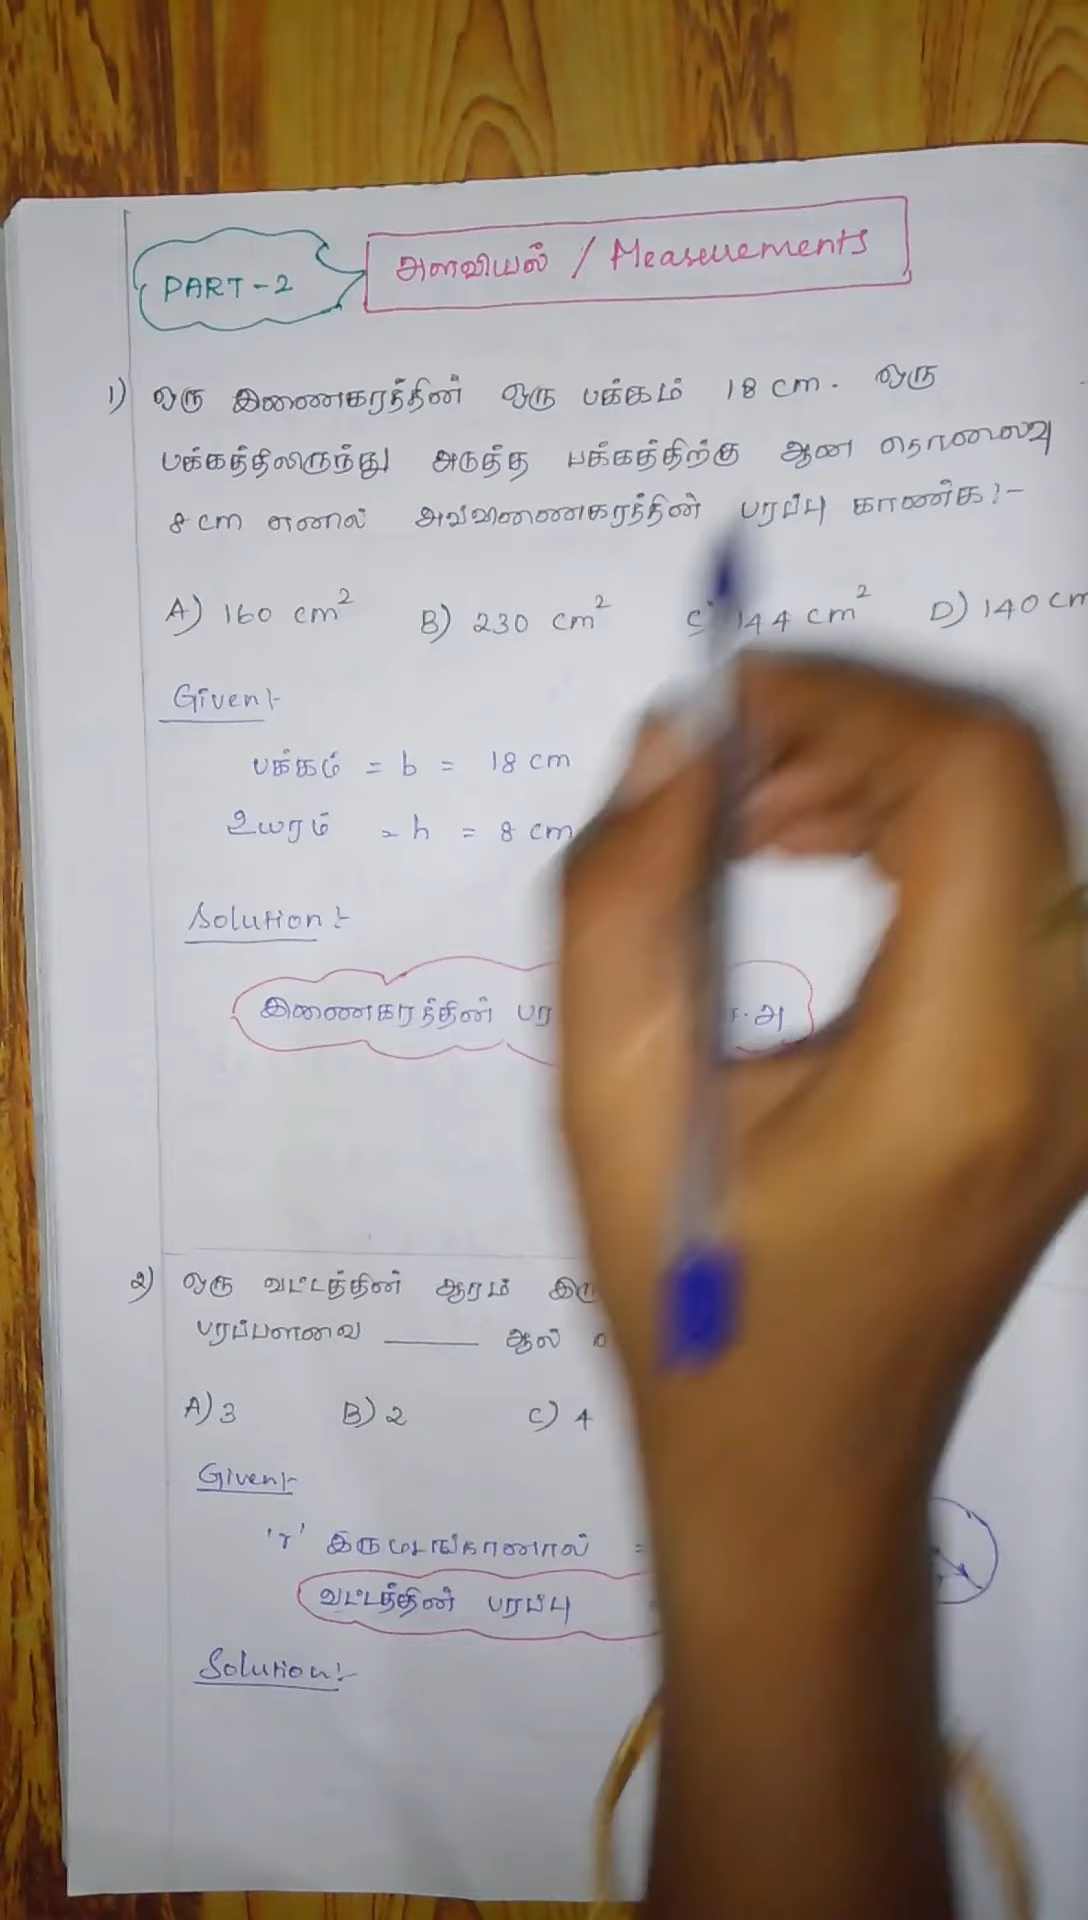 PART-2
அளவியல் / Measurements
1) ஒரு இணைகரத்தின் ஒரு பக்கம் 18 cm. ஒரு
பக்கத்திலிருந்து அடுத்த பக்கத்திற்கு ஆன தொலைவு
8 cm எனால் அவ்விணைகரத்தின் பரப்பு காண்க:-
A) 160 cm² B) 230 cm² C) 144 cm² D) 140 cm
Given:-
பக்கம் = b = 18 cm
உயரம் = h = 8 cm
Solution:-
இணைகரத்தின் பர
2) ஒரு வட்டத்தின் ஆரம் இரு
பரப்பளவை _____ ஆல்
A) 3 B) 2 C) 4
Given:-
'r' இருமடங்கானால் =
வட்டத்தின் பரப்பு
Solution:-